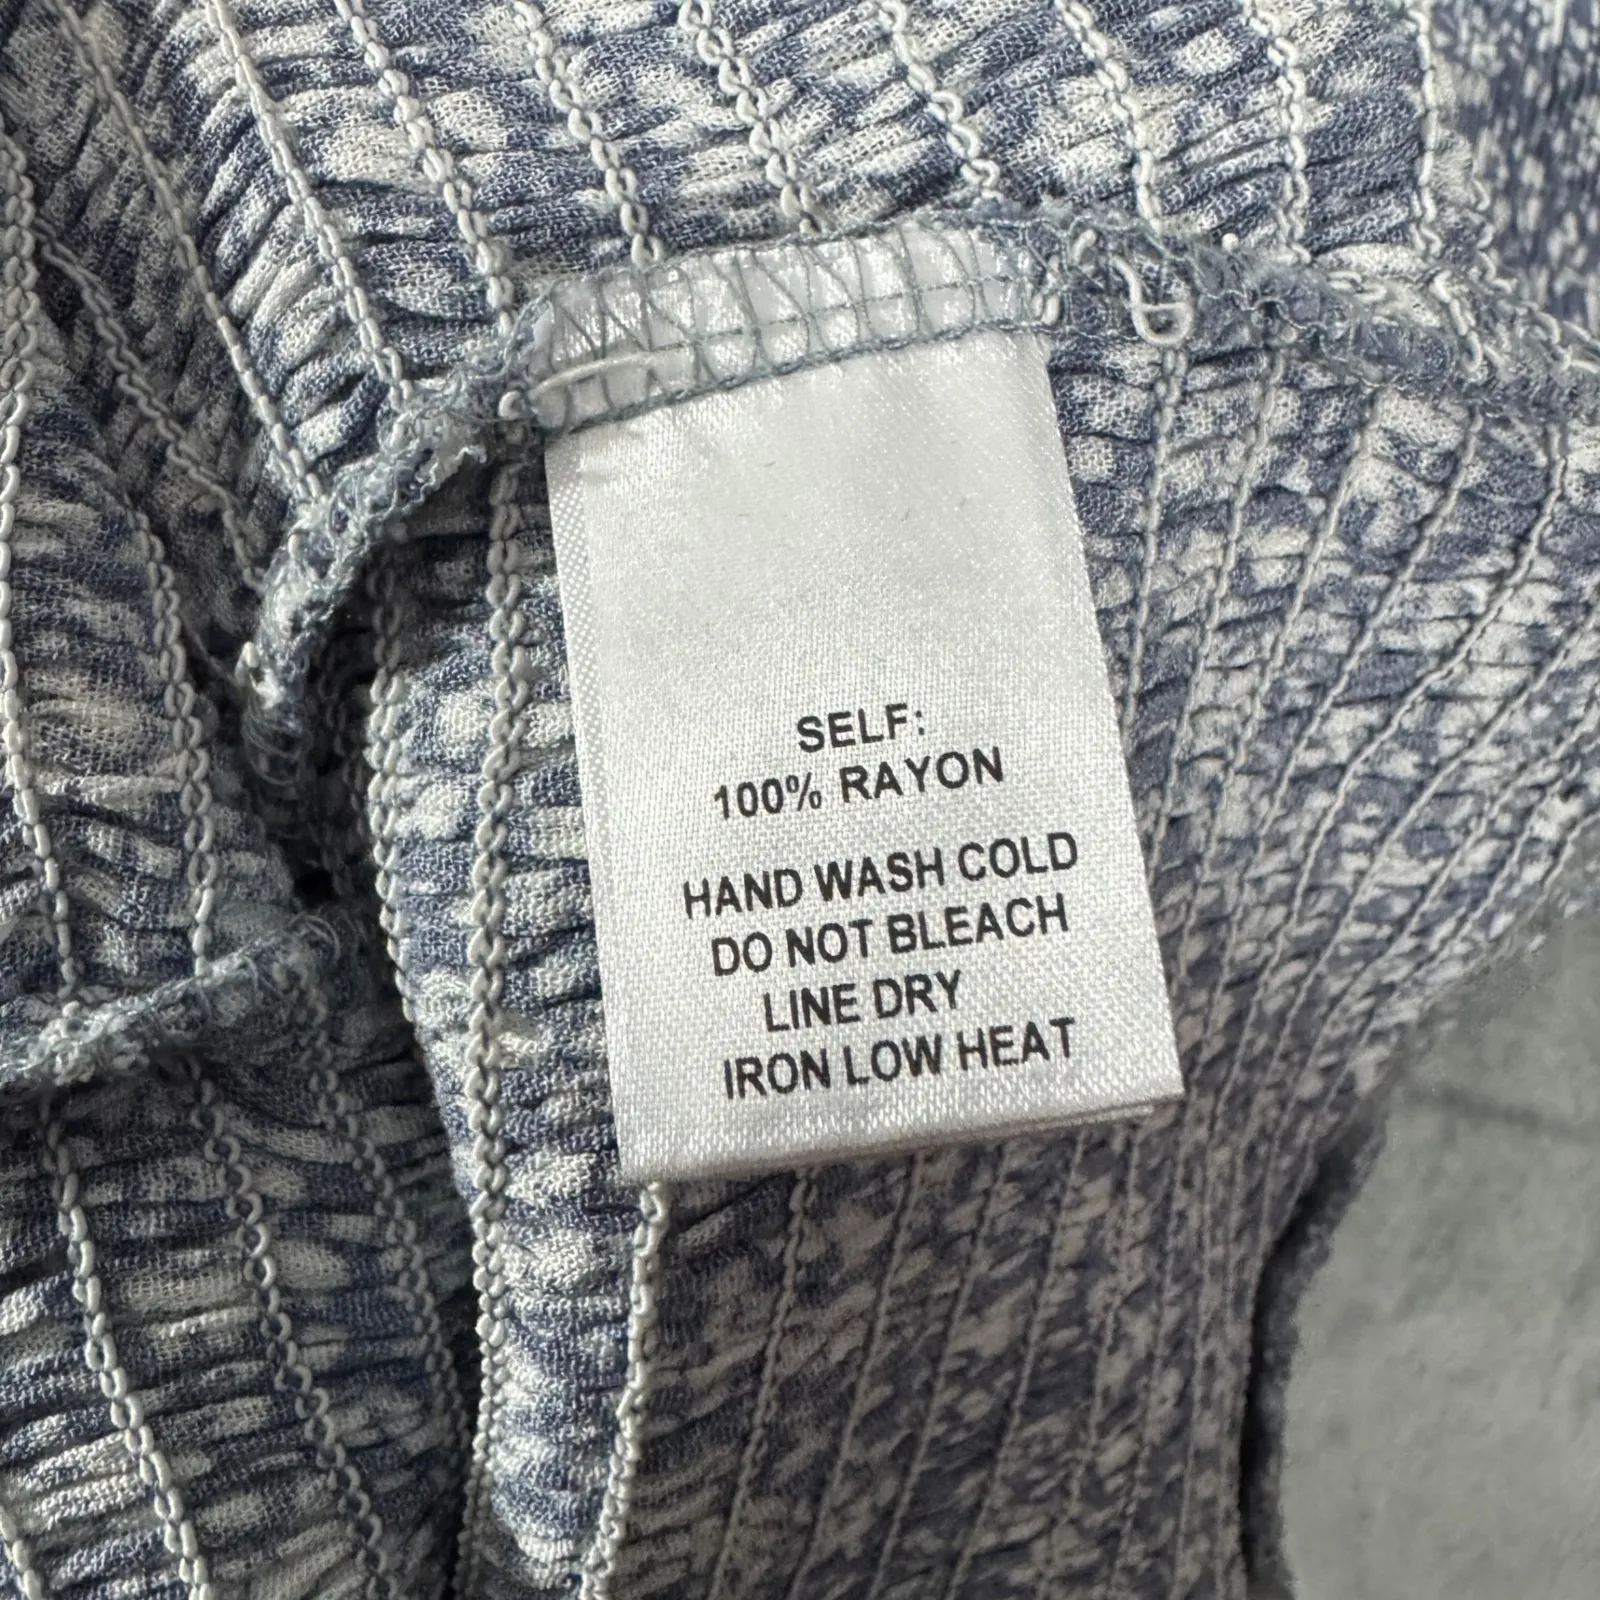 SELF:
100% RAYON
HAND WASH COLD
DO NOT BLEACH
LINE DRY
IRON LOW HEAT